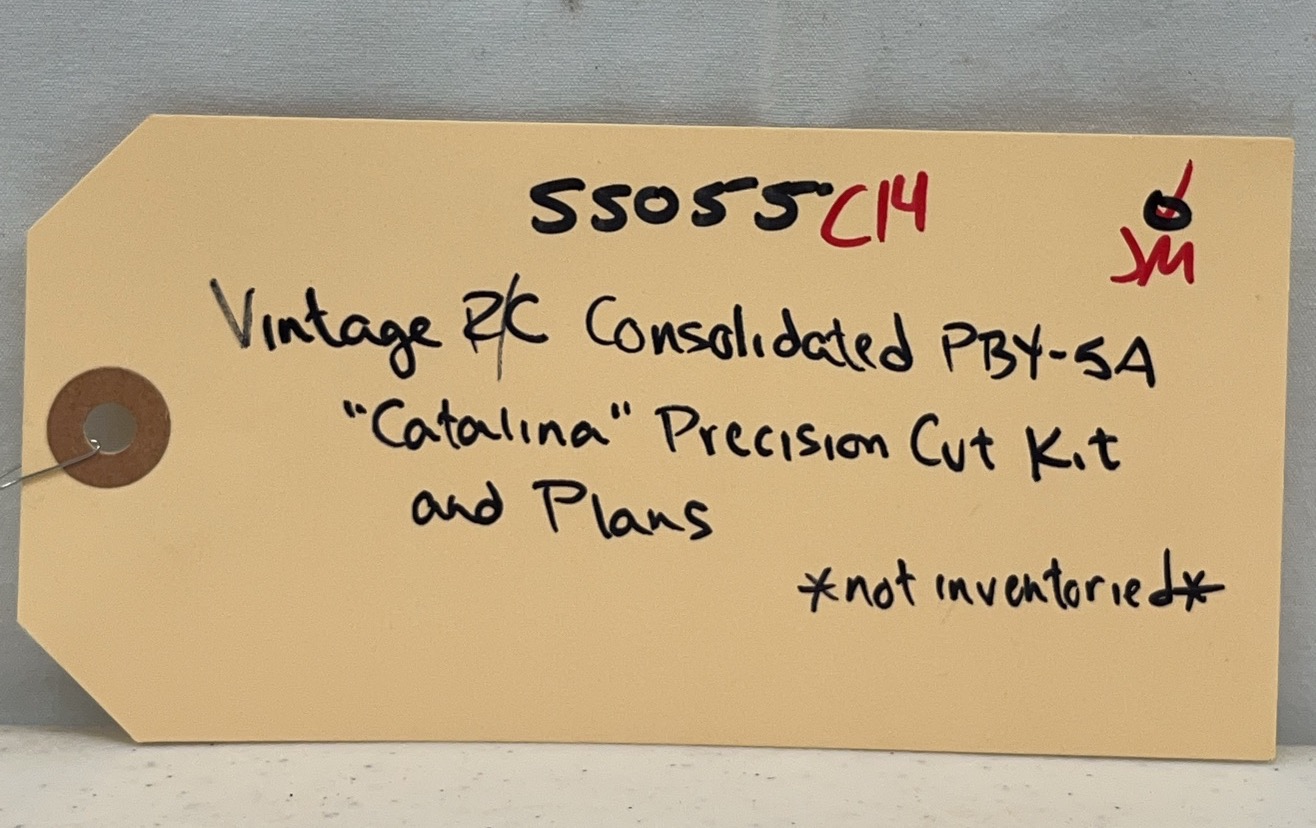 55055 C14
JM
Vintage R/C Consolidated PBY-5A
"Catalina" Precision Cut Kit
and Plans
*not inventoried*